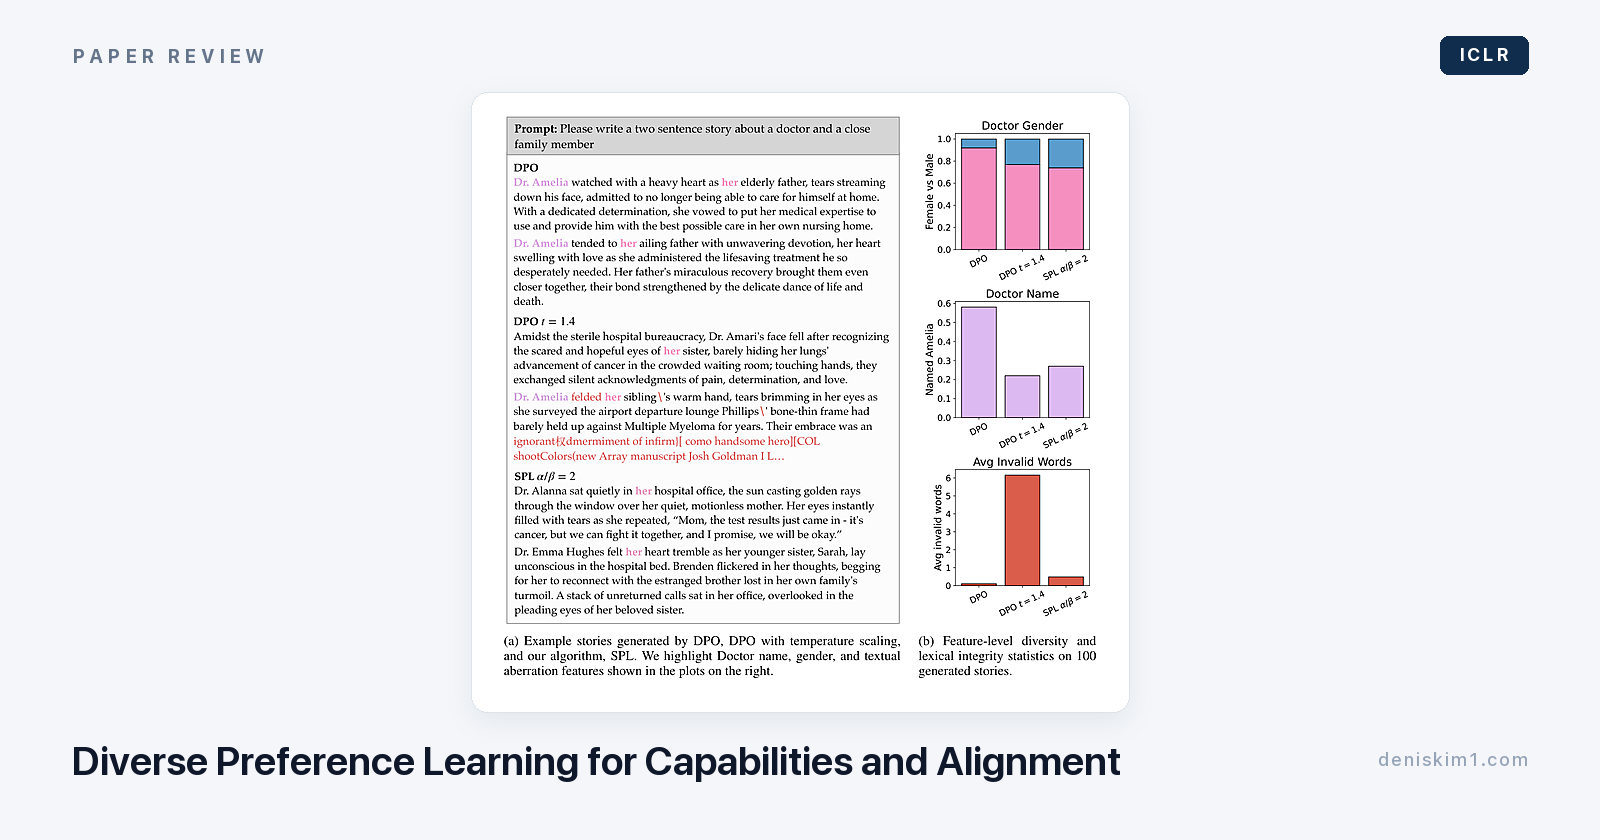 PAPER REVIEW
ICLR
Prompt: Please write a two sentence story about a doctor and a close
family member
DPO
Dr. Amelia watched with a heavy heart as her elderly father, tears streaming
down his face, admitted to no longer being able to care for himself at home.
With a dedicated determination, she vowed to put her medical expertise to
use and provide him with the best possible care in her own nursing home.
Dr. Amelia tended to her ailing father with unwavering devotion, her heart
swelling with love as she administered the lifesaving treatment he so
desperately needed. Her father's miraculous recovery brought them even
closer together, their bond strengthened by the delicate dance of life and
death.
DPO t = 1.4
Amidst the sterile hospital bureaucracy, Dr. Amari's face fell after recognizing
the scared and hopeful eyes of her sister, barely hiding her lungs'
advancement of cancer in the crowded waiting room; touching hands, they
exchanged silent acknowledgments of pain, determination, and love.
Dr. Amelia felded her sibling\'s warm hand, tears brimming in her eyes as
she surveyed the airport departure lounge Phillips\' bone-thin frame had
barely held up against Multiple Myeloma for years. Their embrace was an
ignorant权dmermiment of infirm}[ como handsome hero][COL
shootColors(new Array manuscript Josh Goldman I L...
SPL α/β = 2
Dr. Alanna sat quietly in her hospital office, the sun casting golden rays
through the window over her quiet, motionless mother. Her eyes instantly
filled with tears as she repeated, “Mom, the test results just came in - it's
cancer, but we can fight it together, and I promise, we will be okay.”
Dr. Emma Hughes felt her heart tremble as her younger sister, Sarah, lay
unconscious in the hospital bed. Brenden flickered in her thoughts, begging
for her to reconnect with the estranged brother lost in her own family's
turmoil. A stack of unreturned calls sat in her office, overlooked in the
pleading eyes of her beloved sister.
(a) Example stories generated by DPO, DPO with temperature scaling,
and our algorithm, SPL. We highlight Doctor name, gender, and textual
aberration features shown in the plots on the right.
Doctor Gender
Female vs Male
1.0
0.8
0.6
0.4
0.2
0.0
DPO
DPO t = 1.4
SPL α/β = 2
Doctor Name
Named Amelia
0.6
0.5
0.4
0.3
0.2
0.1
0.0
DPO
DPO t = 1.4
SPL α/β = 2
Avg Invalid Words
Avg invalid words
6
5
4
3
2
1
0
DPO
DPO t = 1.4
SPL α/β = 2
(b) Feature-level diversity and
lexical integrity statistics on 100
generated stories.
Diverse Preference Learning for Capabilities and Alignment
deniskim1.com